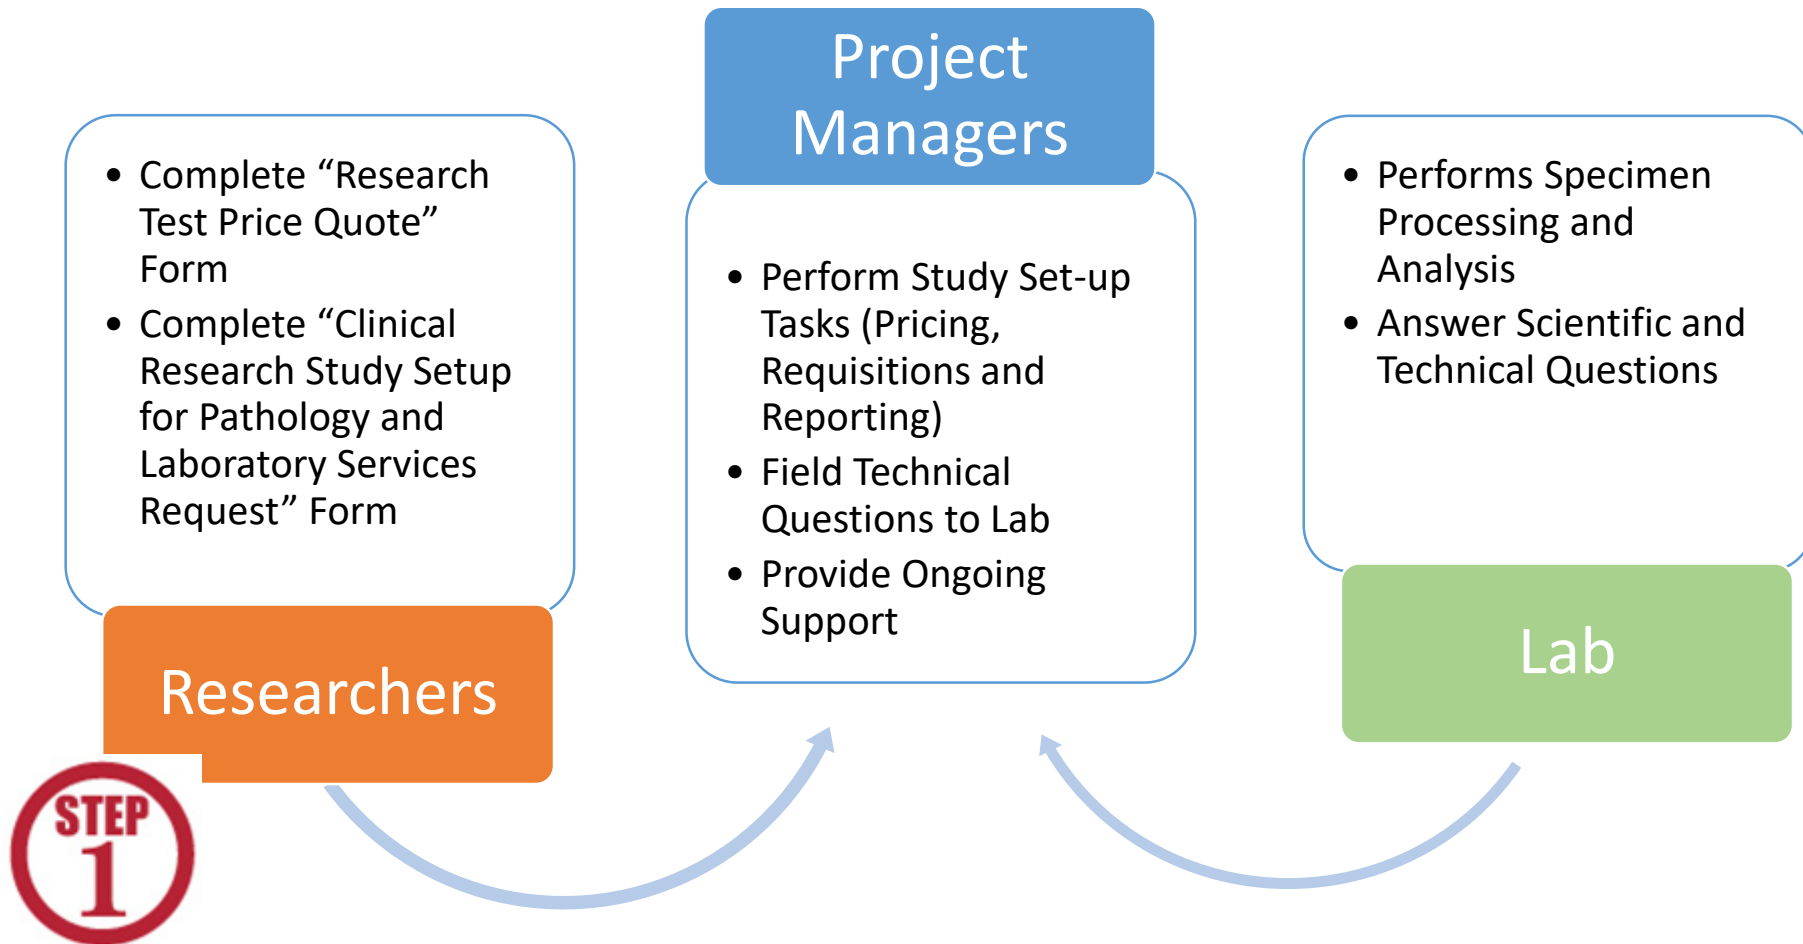 • Complete “Research
Test Price Quote”
Form
• Complete “Clinical
Research Study Setup
for Pathology and
Laboratory Services
Request” Form
Researchers
STEP
1
Project
Managers
• Perform Study Set-up
Tasks (Pricing,
Requisitions and
Reporting)
• Field Technical
Questions to Lab
• Provide Ongoing
Support
• Performs Specimen
Processing and
Analysis
• Answer Scientific and
Technical Questions
Lab